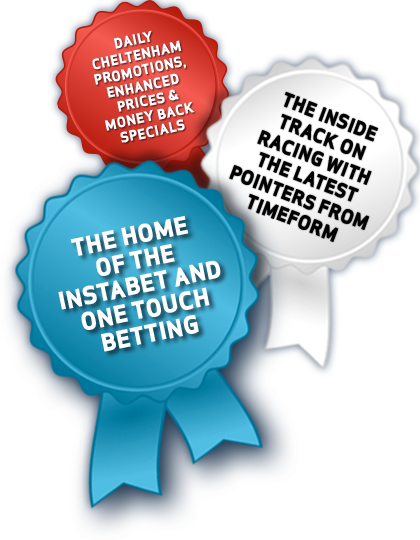 DAILY
CHELTENHAM
PROMOTIONS,
ENHANCED
PRICES &
MONEY BACK
SPECIALS
THE INSIDE
TRACK ON
RACING WITH
THE LATEST
POINTERS FROM
TIMEFORM
THE HOME
OF THE
INSTABET AND
ONE TOUCH
BETTING